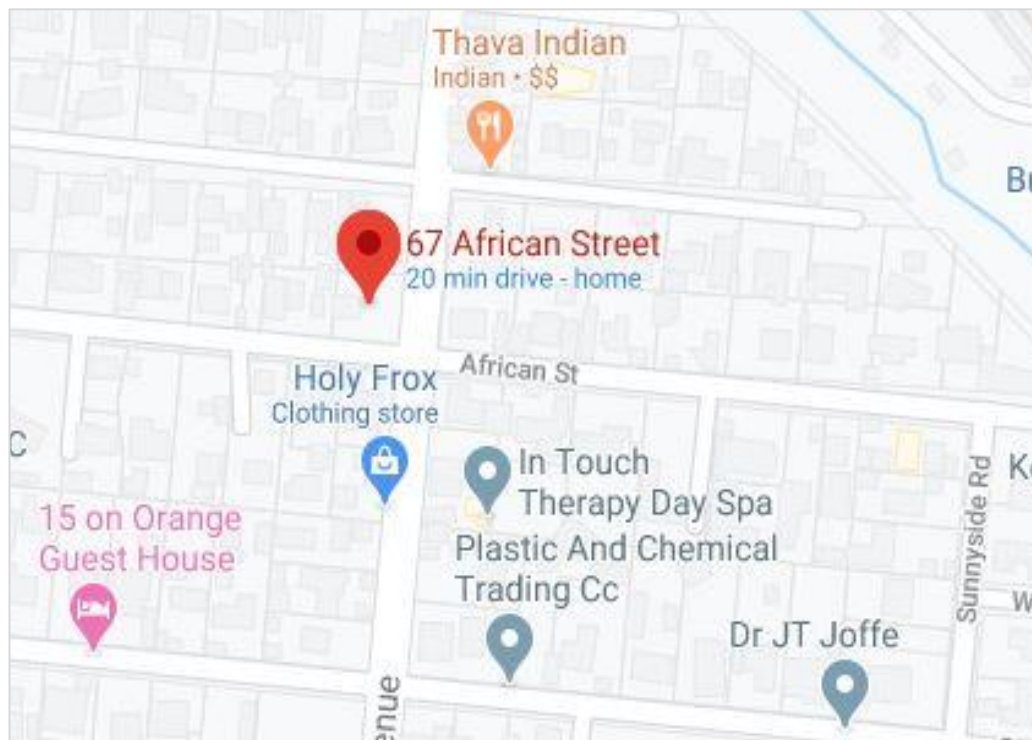 Thava Indian
Indian • $$
67 African Street
20 min drive - home
African St
Holy Frox
Clothing store
In Touch
Therapy Day Spa
15 on Orange
Guest House
Plastic And Chemical
Trading Cc
Sunnyside Rd
Dr JT Joffe